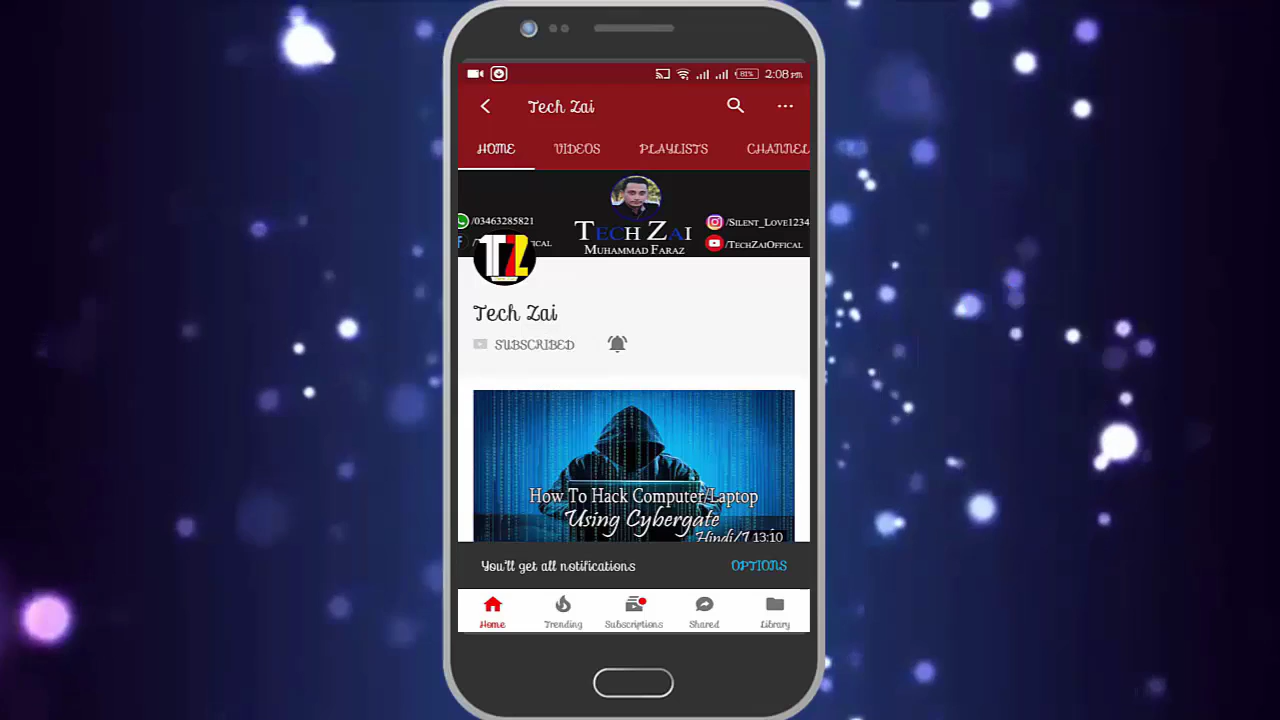 81% 2:08 PM
Tech Zai
HOME VIDEOS PLAYLISTS CHANNEL
/03463285821
TECH ZAI
/SILENT_LOVE1234
MUHAMMAD FARAZ
/TECHZAIOFFICAL
TZ
Tech Zai
SUBSCRIBED
How To Hack Computer/Laptop
Using Cybergate
13:10
You'll get all notifications OPTIONS
Home Trending Subscriptions Shared Library